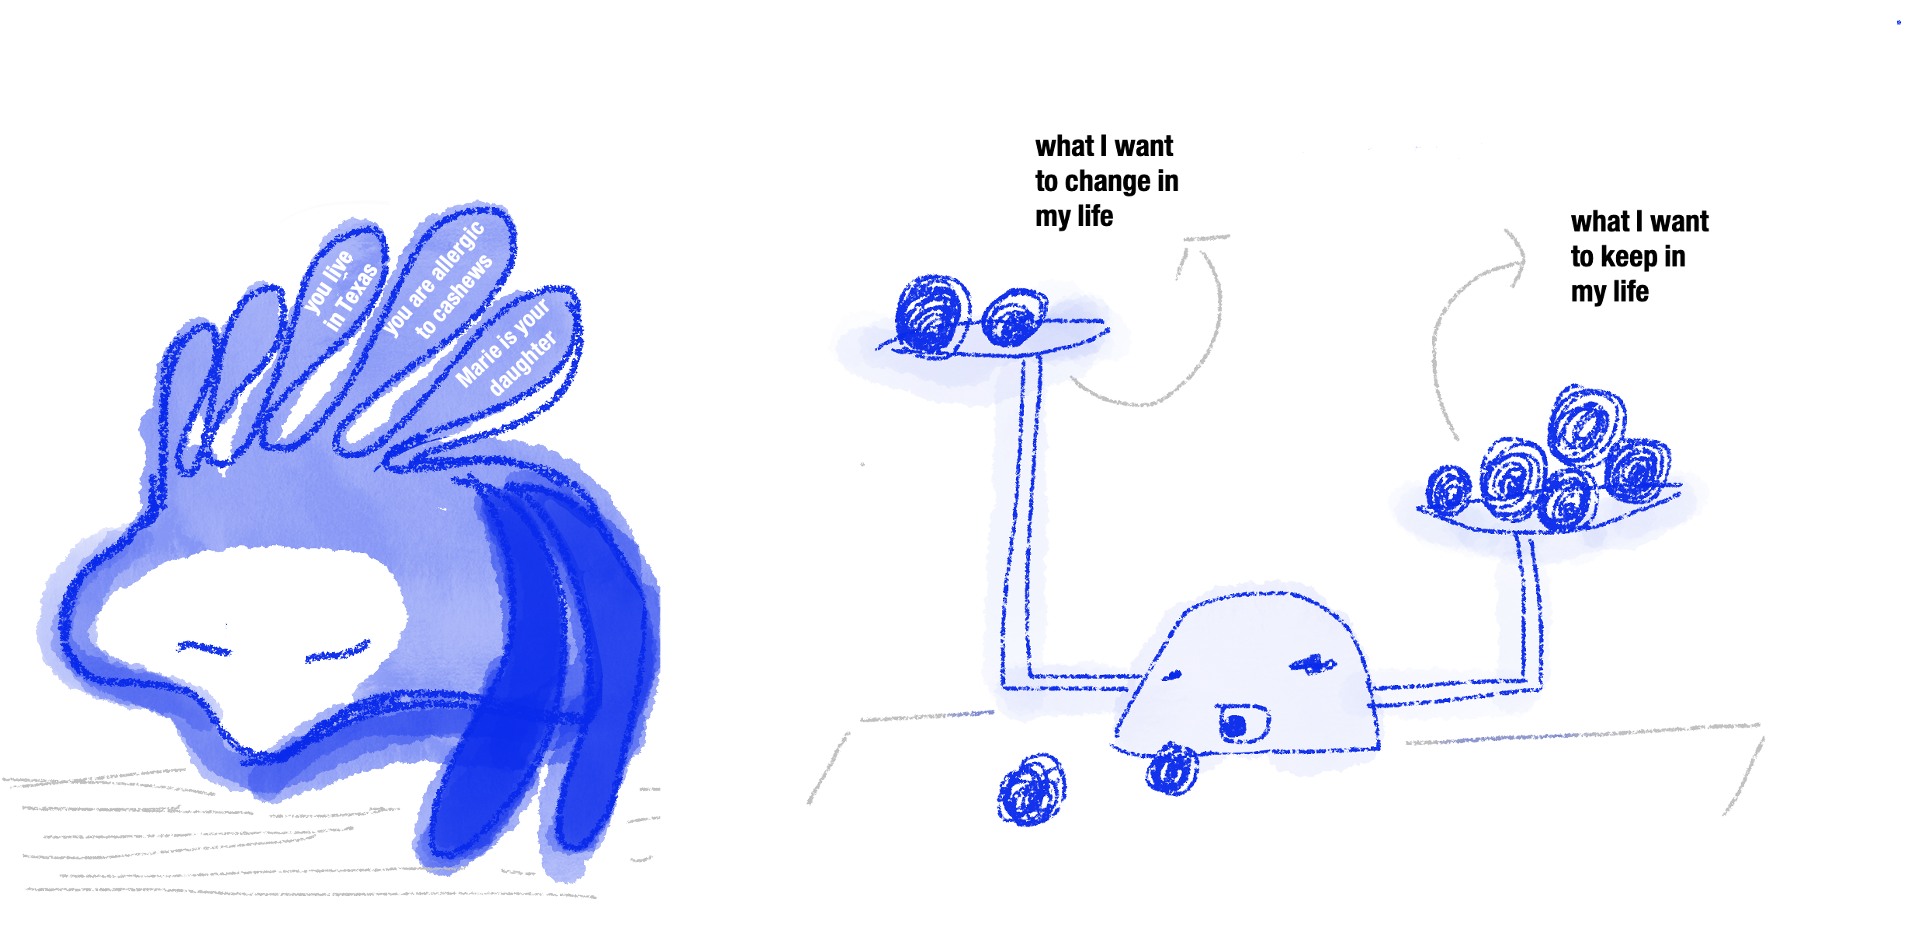 you live
in Texas
you are allergic
to cashews
Marie is your
daughter
what I want
to change in
my life
what I want
to keep in
my life